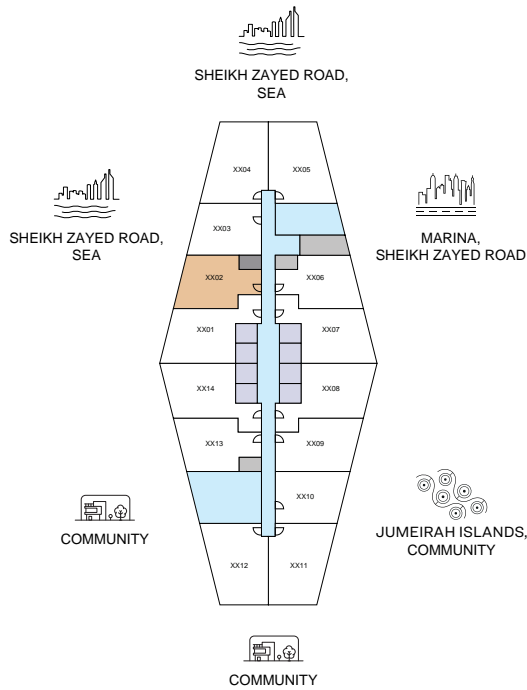 SHEIKH ZAYED ROAD,
SEA
XX04
XX05
SHEIKH ZAYED ROAD,
SEA
XX03
MARINA,
SHEIKH ZAYED ROAD
XX02
XX06
XX01
XX07
XX14
XX08
XX13
XX09
XX10
COMMUNITY
JUMEIRAH ISLANDS,
COMMUNITY
XX12
XX11
COMMUNITY